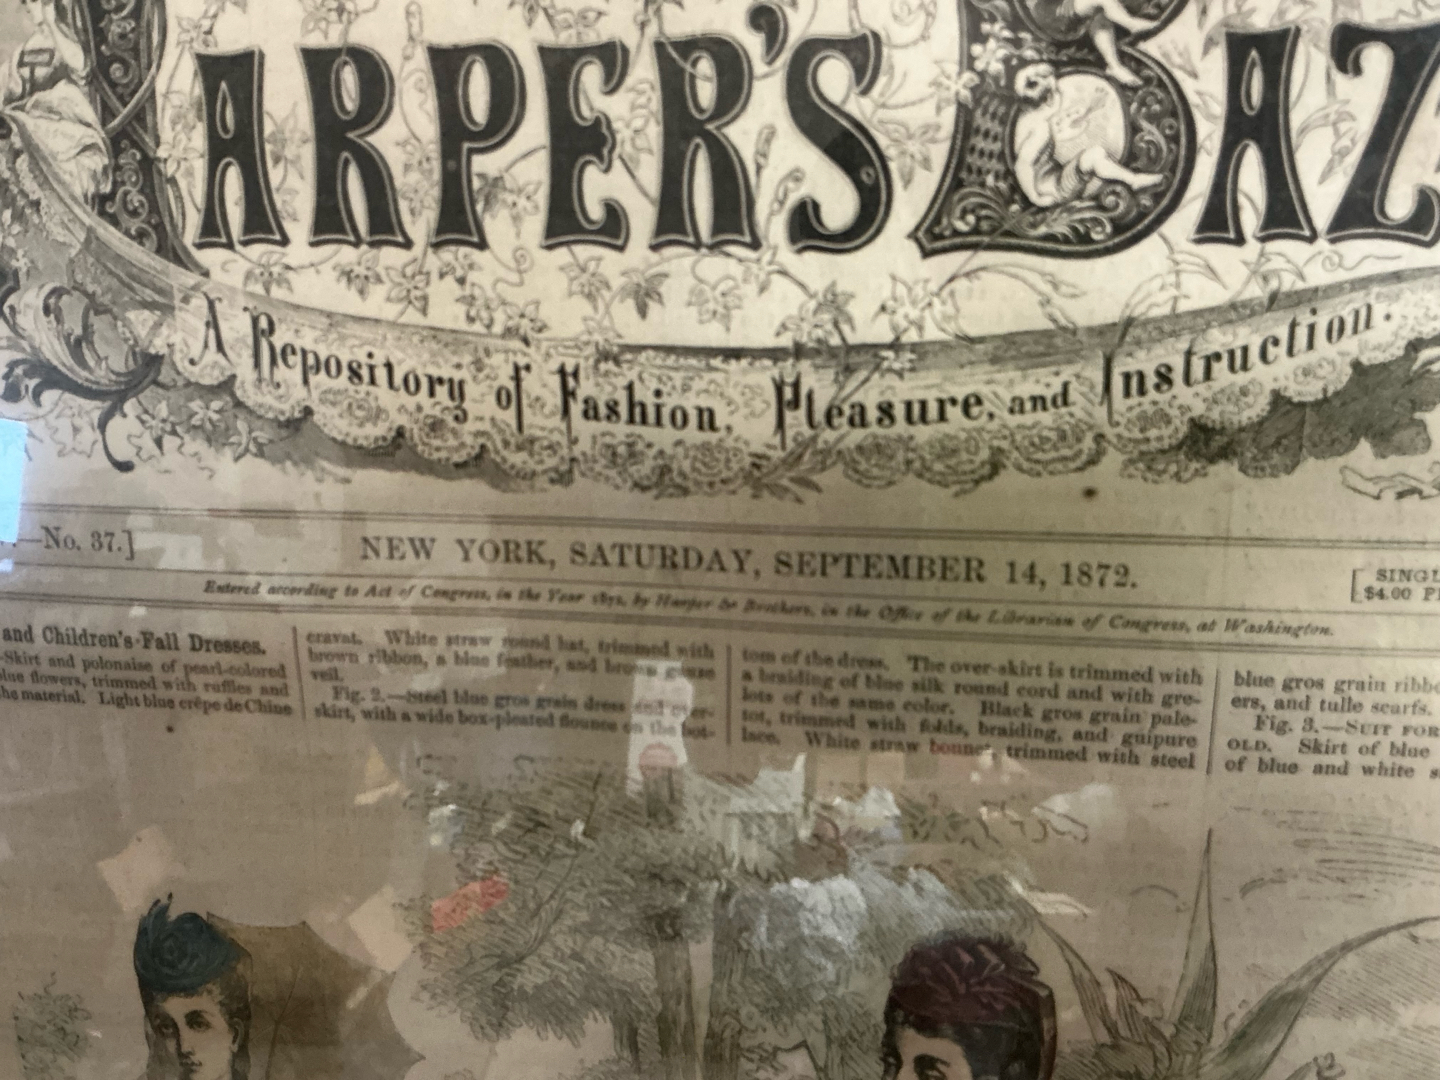 HARPER'S BAZ
A Repository of Fashion, Pleasure, and Instruction.
—No. 37.]
NEW YORK, SATURDAY, SEPTEMBER 14, 1872.
[SINGL
$4.00 P
Entered according to Act of Congress, in the Year 1872, by Harper & Brothers, in the Office of the Librarian of Congress, at Washington.
and Children's Fall Dresses.
—Skirt and polonaise of pearl-colored
blue flowers, trimmed with ruffles and
the material. Light blue crêpe de Chine
cravat. White straw round hat, trimmed with
brown ribbon, a blue feather, and brown gauze
veil.
Fig. 2.—Steel blue gros grain dress and over-
skirt, with a wide box-pleated flounce on the bot-
tom of the dress. The over-skirt is trimmed with
a braiding of blue silk round cord and with gre-
lots of the same color. Black gros grain pale-
tot, trimmed with folds, braiding, and guipure
lace. White straw bonnet, trimmed with steel
blue gros grain ribbo
ers, and tulle scarfs.
Fig. 3.—SUIT FOR
OLD. Skirt of blue
of blue and white s